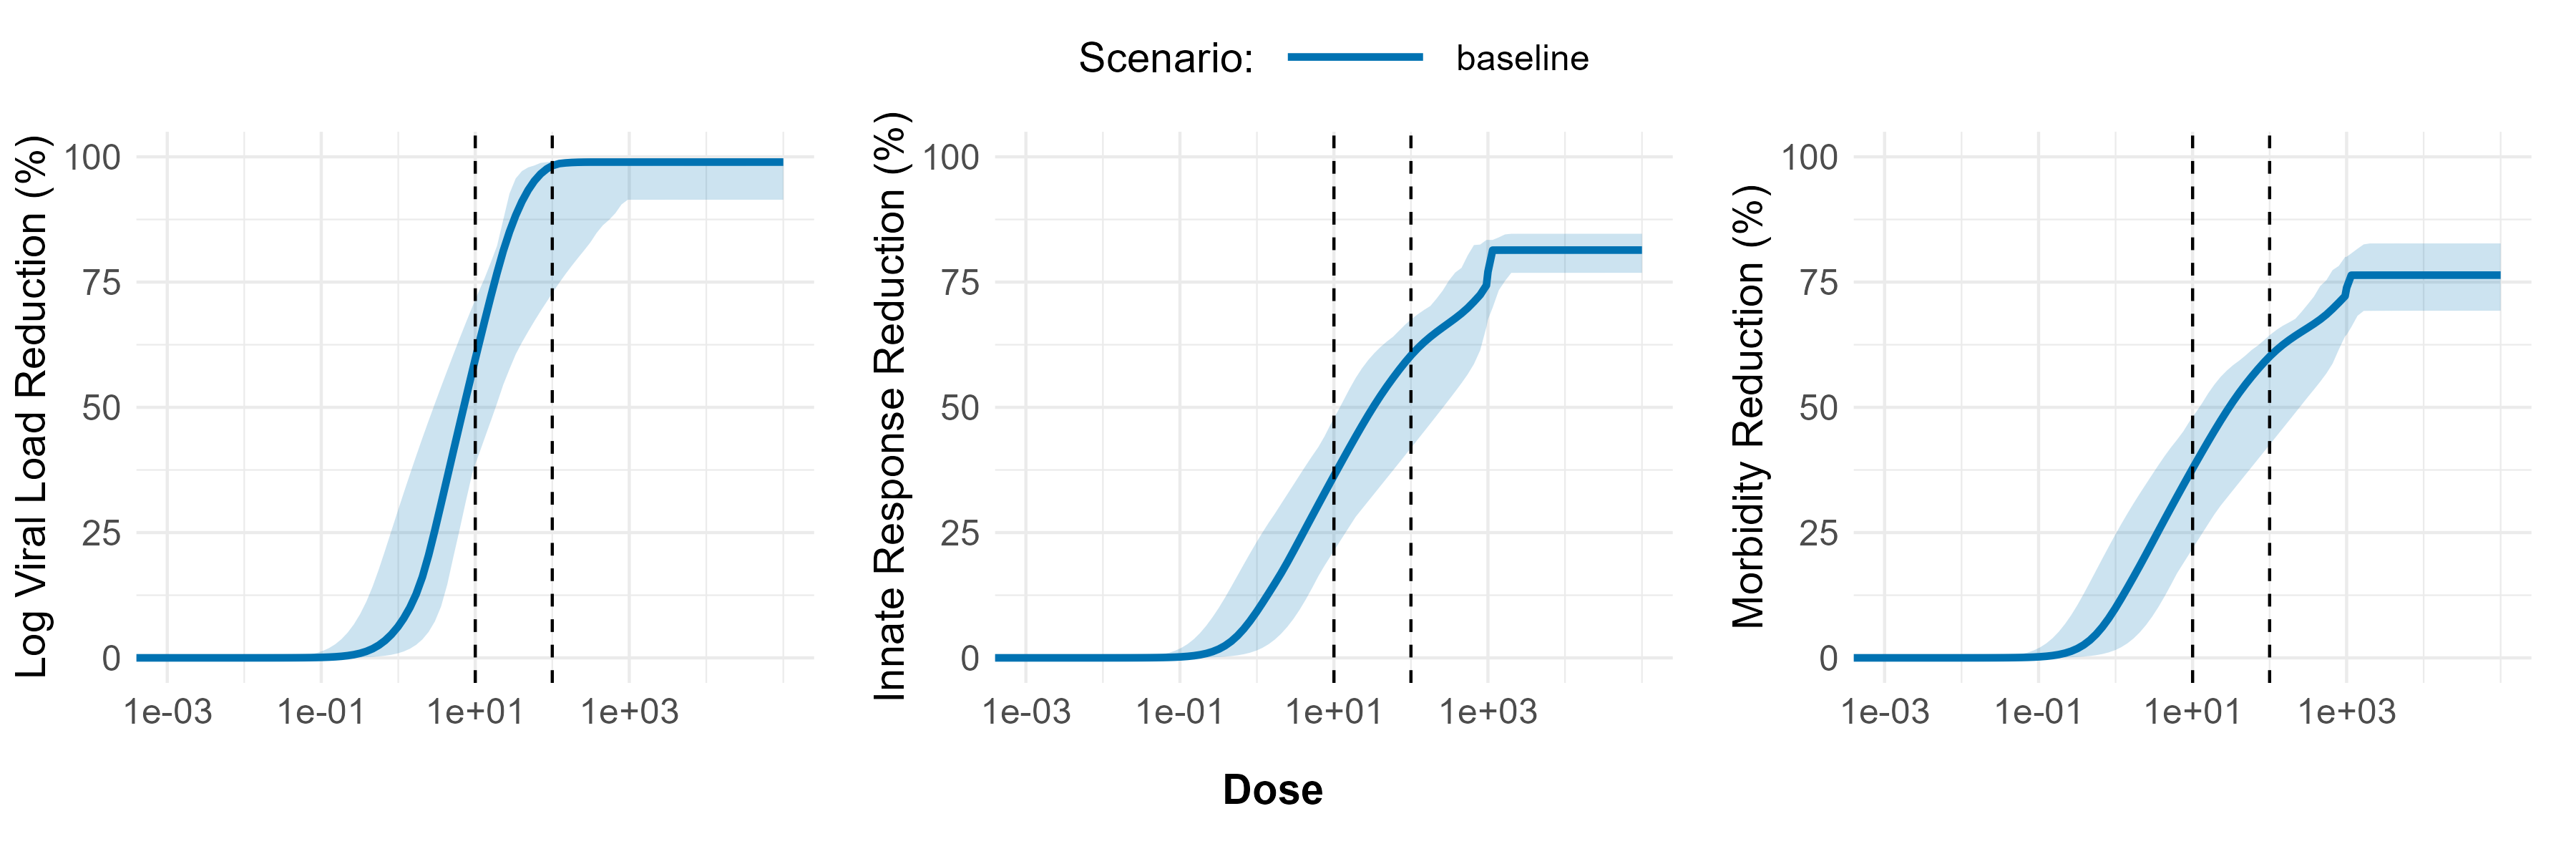 Scenario: baseline
Log Viral Load Reduction (%)
100
75
50
25
0
1e-03 1e-01 1e+01 1e+03
Innate Response Reduction (%)
100
75
50
25
0
1e-03 1e-01 1e+01 1e+03
Morbidity Reduction (%)
100
75
50
25
0
1e-03 1e-01 1e+01 1e+03
Dose